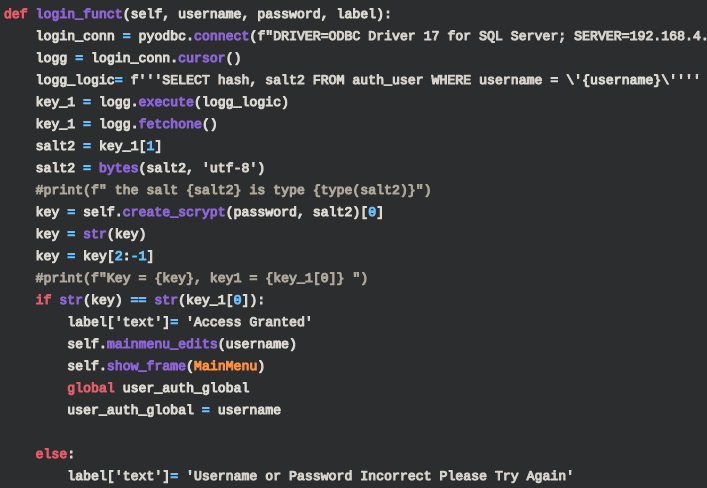 def login_funct(self, username, password, label):
    login_conn = pyodbc.connect(f"DRIVER=ODBC Driver 17 for SQL Server; SERVER=192.168.4.
    logg = login_conn.cursor()
    logg_logic= f'''SELECT hash, salt2 FROM auth_user WHERE username = \'{username}\''''
    key_1 = logg.execute(logg_logic)
    key_1 = logg.fetchone()
    salt2 = key_1[1]
    salt2 = bytes(salt2, 'utf-8')
    #print(f" the salt {salt2} is type {type(salt2)}")
    key = self.create_scrypt(password, salt2)[0]
    key = str(key)
    key = key[2:-1]
    #print(f"Key = {key}, key1 = {key_1[0]} ")
    if str(key) == str(key_1[0]):
        label['text']= 'Access Granted'
        self.mainmenu_edits(username)
        self.show_frame(MainMenu)
        global user_auth_global
        user_auth_global = username
    else:
        label['text']= 'Username or Password Incorrect Please Try Again'